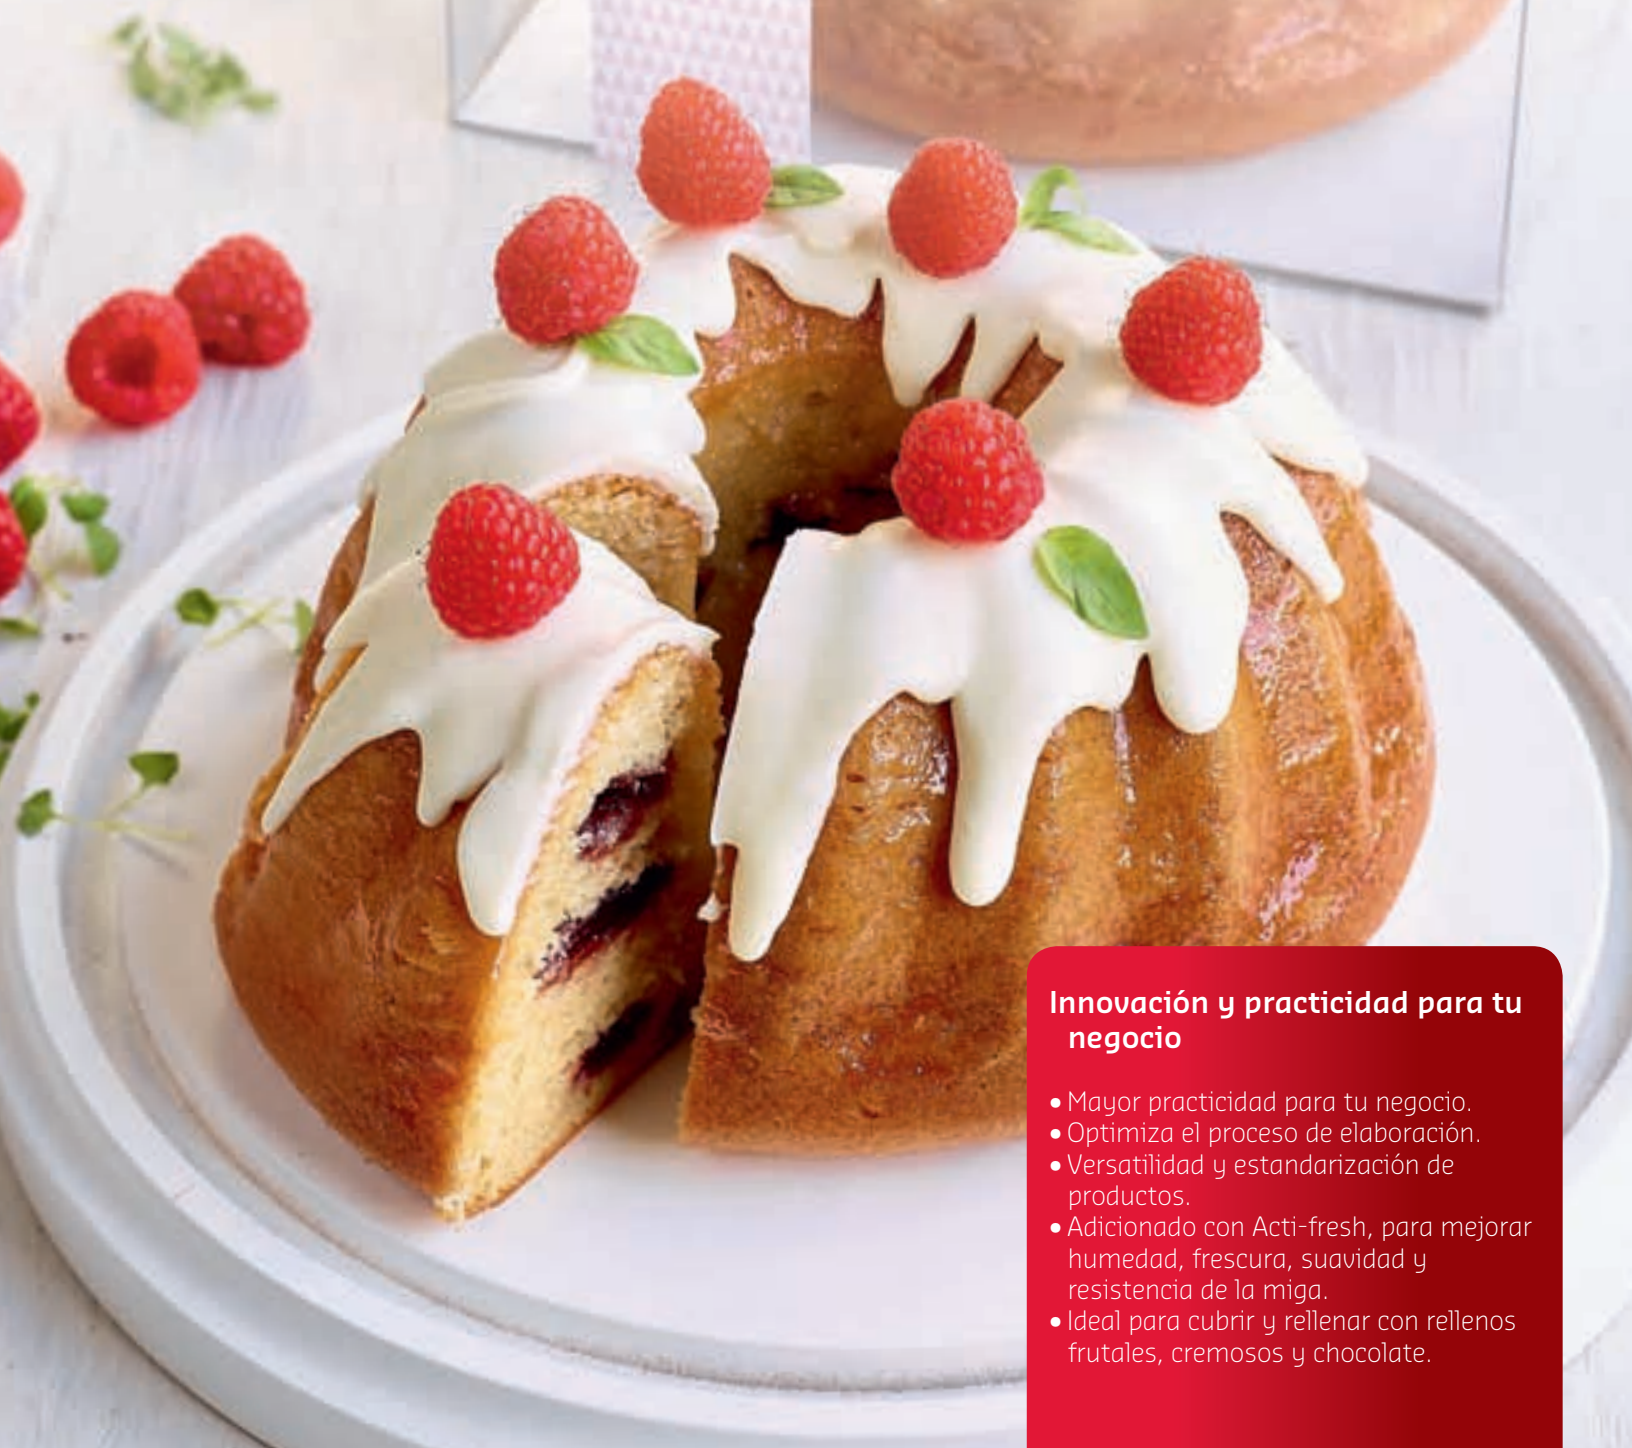 Innovación y practicidad para tu
negocio
• Mayor practicidad para tu negocio.
• Optimiza el proceso de elaboración.
• Versatilidad y estandarización de
productos.
• Adicionado con Acti-fresh, para mejorar
humedad, frescura, suavidad y
resistencia de la miga.
• Ideal para cubrir y rellenar con rellenos
frutales, cremosos y chocolate.